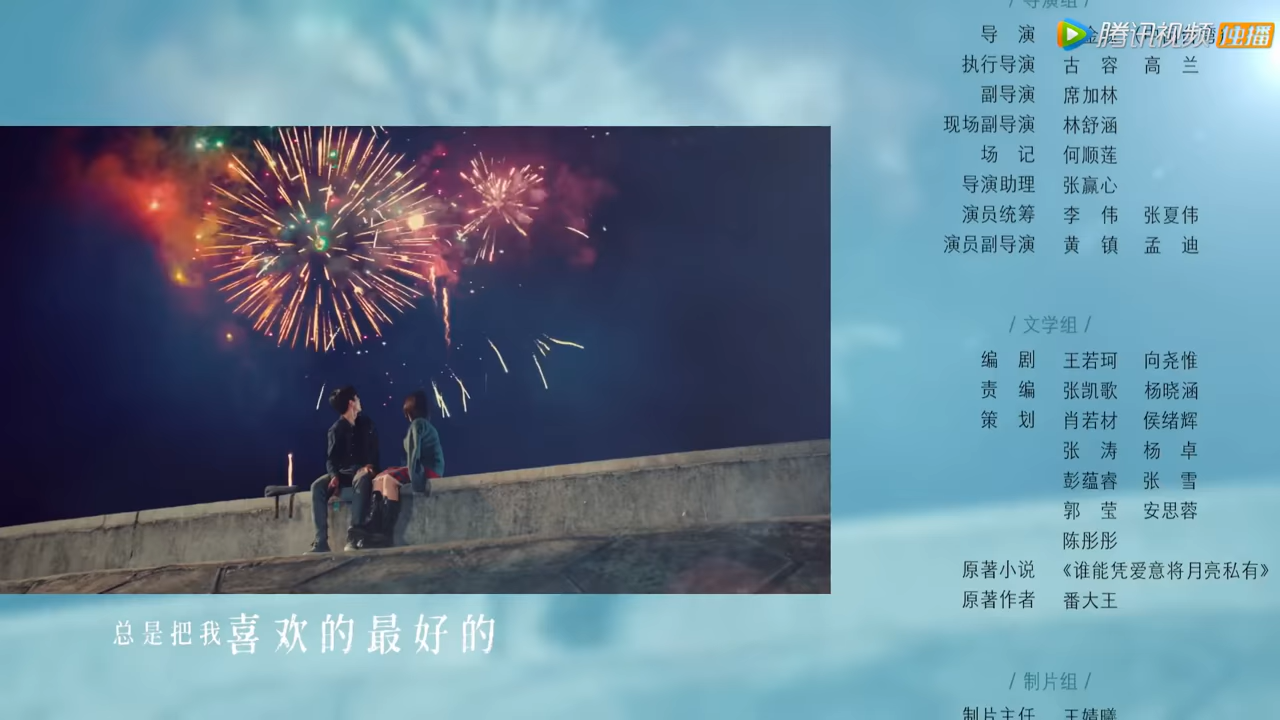 / 导演组 /
导 演
腾讯视频 独播
执行导演 古 容 高 兰
副导演 席加林
现场副导演 林舒涵
场 记 何顺莲
导演助理 张赢心
演员统筹 李 伟 张夏伟
演员副导演 黄 镇 孟 迪
/ 文学组 /
编 剧 王若珂 向尧惟
责 编 张凯歌 杨晓涵
策 划 肖若材 侯绪辉
张 涛 杨 卓
彭蕴睿 张 雪
郭 莹 安思蓉
陈彤彤
原著小说 《谁能凭爱意将月亮私有》
原著作者 番大王
总是把我喜欢的最好的
/ 制片组 /
制片主任 王婧曦